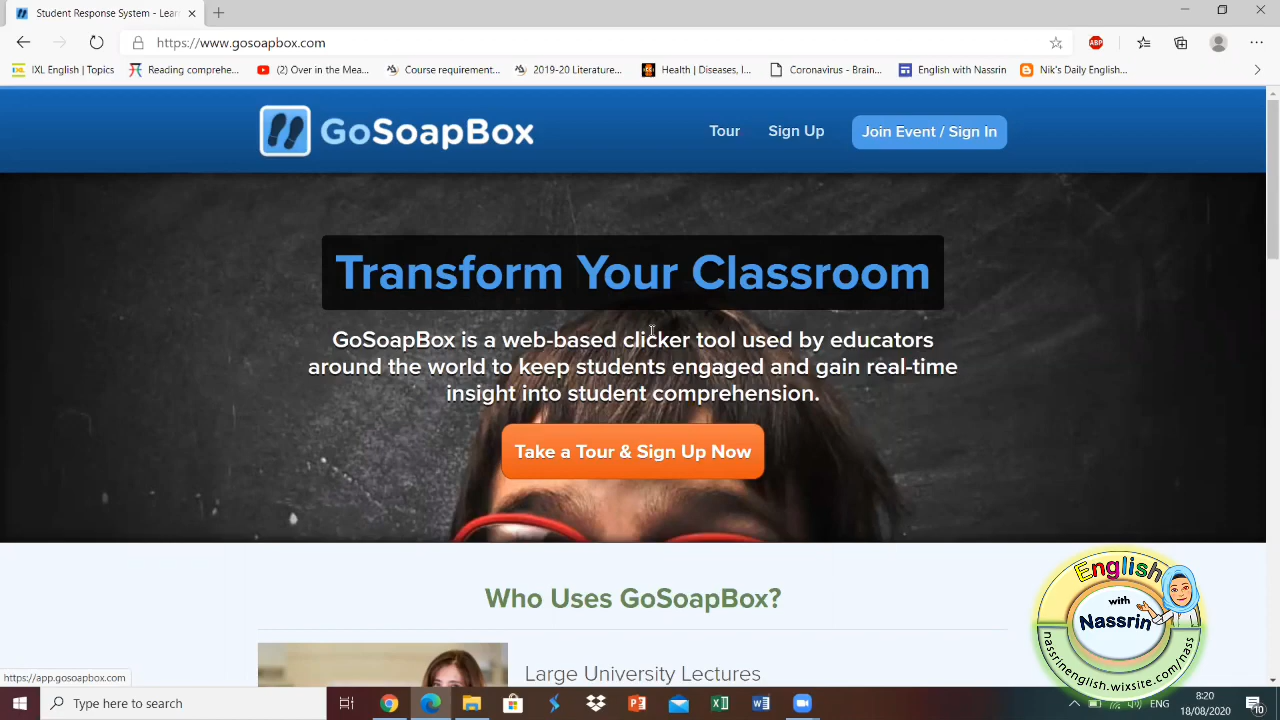 Student Response System - Lear
https://www.gosoapbox.com
ABP
IXL English | Topics
Reading comprehe...
(2) Over in the Mea...
Course requirement...
2019-20 Literature...
Health | Diseases, I...
Coronavirus - Brain...
English with Nassrin
Nik's Daily English...
GoSoapBox
Tour
Sign Up
Join Event / Sign In
Transform Your Classroom
GoSoapBox is a web-based clicker tool used by educators
around the world to keep students engaged and gain real-time
insight into student comprehension.
Take a Tour & Sign Up Now
Who Uses GoSoapBox?
Large University Lectures
English
with
Nassrin
nassrinenglish.wixsite.com/nass
https://app.gosoapbox.com
Type here to search
ENG
8:20
18/08/2020
10